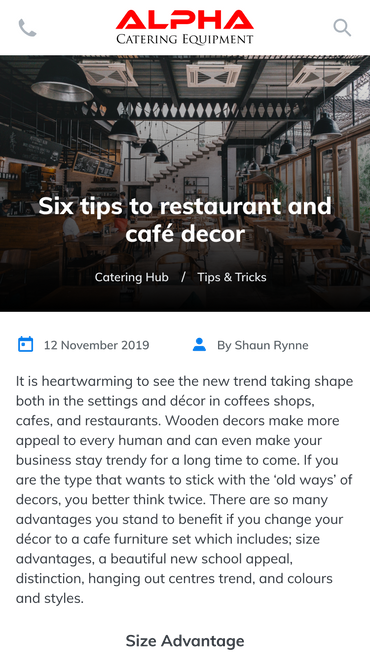 ALPHA
CATERING EQUIPMENT
Six tips to restaurant and
café decor
Catering Hub / Tips & Tricks
12 November 2019 By Shaun Rynne
It is heartwarming to see the new trend taking shape
both in the settings and décor in coffees shops,
cafes, and restaurants. Wooden decors make more
appeal to every human and can even make your
business stay trendy for a long time to come. If you
are the type that wants to stick with the ‘old ways’ of
decors, you better think twice. There are so many
advantages you stand to benefit if you change your
décor to a cafe furniture set which includes; size
advantages, a beautiful new school appeal,
distinction, hanging out centres trend, and colours
and styles.
Size Advantage